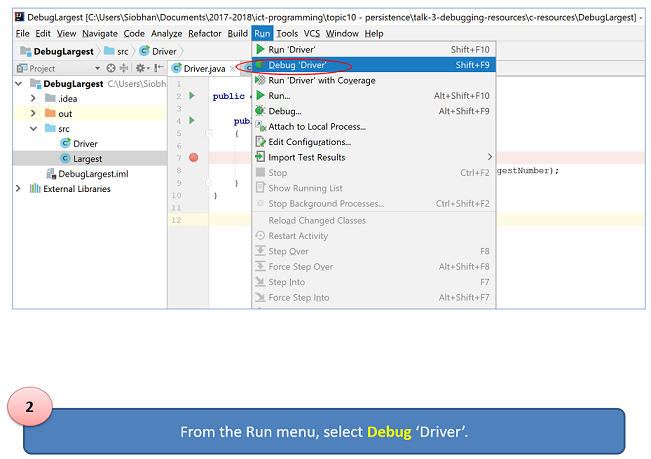 DebugLargest [C:\Users\Siobhan\Documents\2017-2018\ict-programming\topic10 - persistence\talk-3-debugging-resources\c-resources\DebugLargest] -
File Edit View Navigate Code Analyze Refactor Build Run Tools VCS Window Help
DebugLargest src Driver
Project
Driver.java
Run 'Driver' Shift+F10
Debug 'Driver' Shift+F9
Run 'Driver' with Coverage
Run... Alt+Shift+F10
Debug... Alt+Shift+F9
Attach to Local Process...
Edit Configurations...
Import Test Results
Stop Ctrl+F2
Show Running List
Stop Background Processes... Ctrl+Shift+F2
Reload Changed Classes
Restart Activity
Step Over F8
Force Step Over Alt+Shift+F8
Step Into F7
Force Step Into Alt+Shift+F7
DebugLargest C:\Users\Siobh
.idea
out
src
Driver
Largest
DebugLargest.iml
External Libraries
1
2 public c
3
4 pub
5 {
6
7
8 gestNumber);
9 }
10 }
11
12
2
From the Run menu, select Debug ‘Driver’.